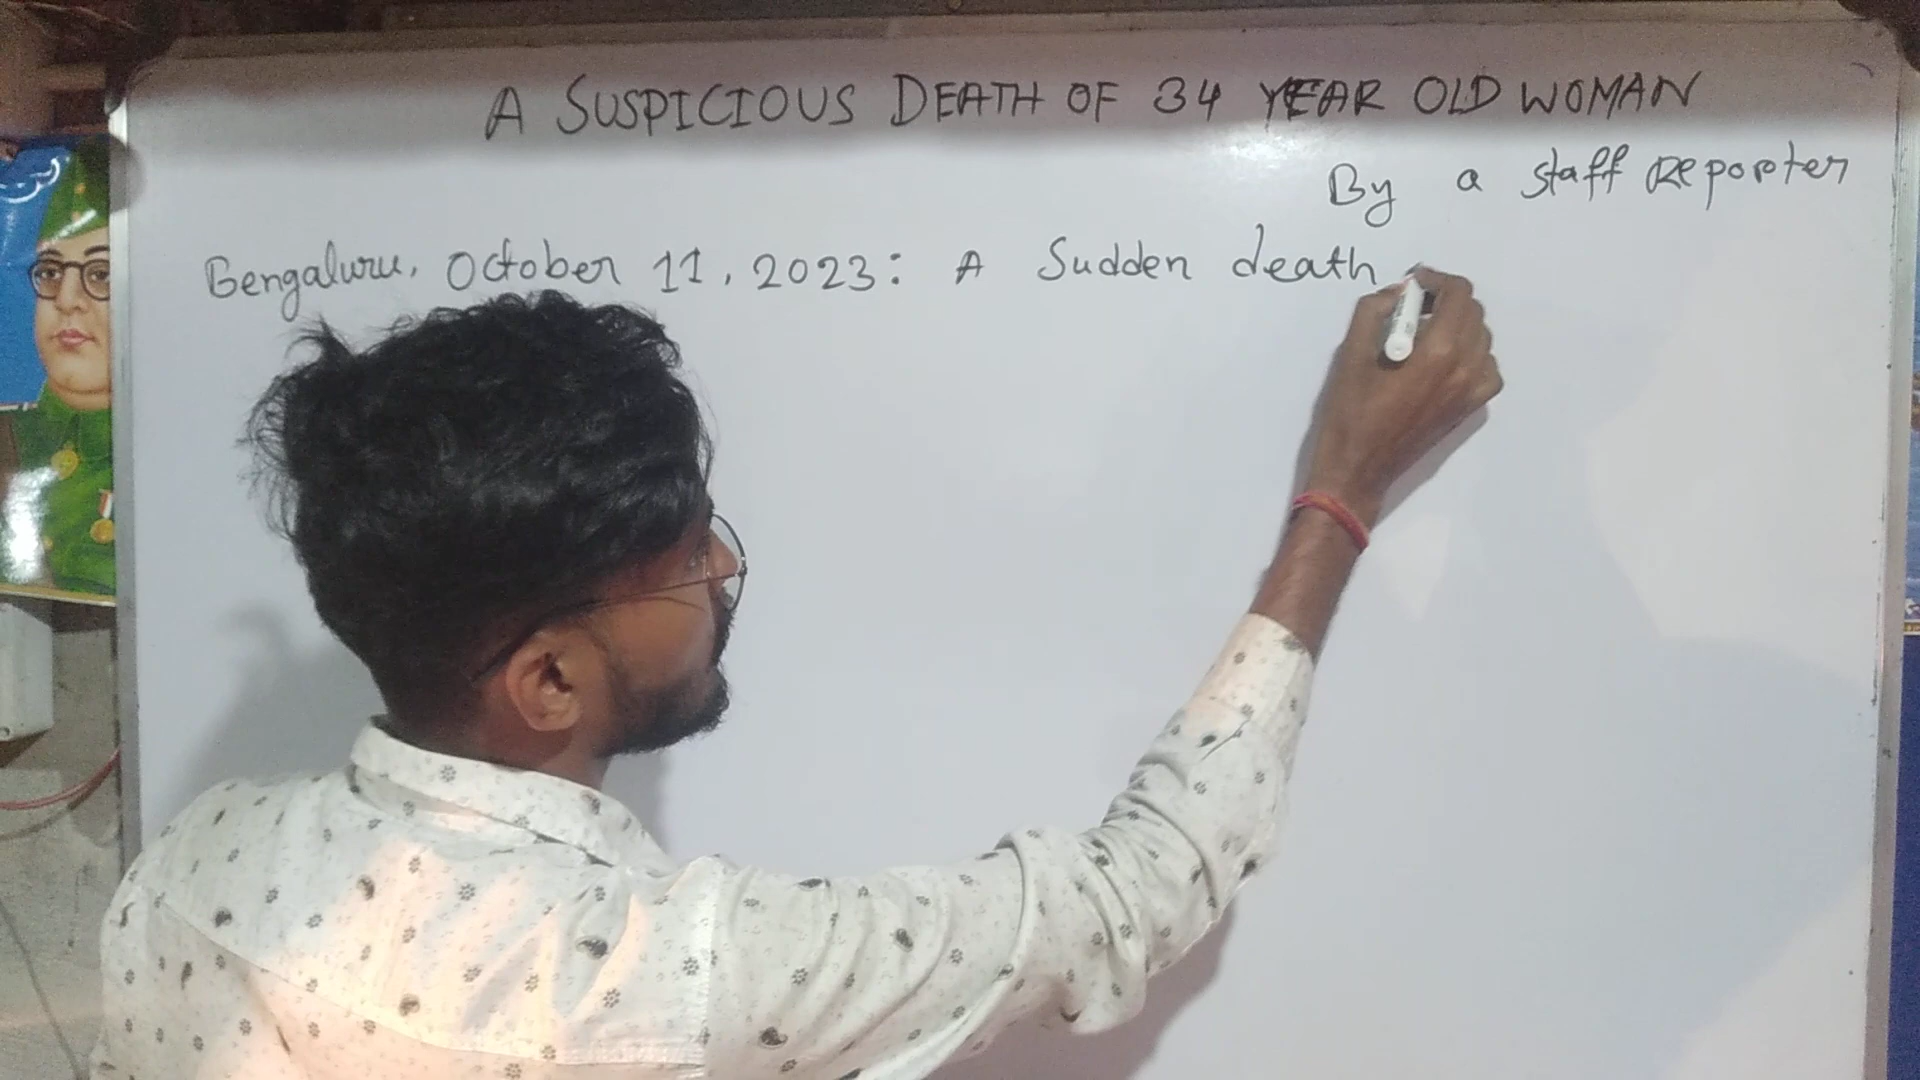 A SUSPICIOUS DEATH OF 34 YEAR OLD WOMAN
By a staff Reporter
Bengaluru, October 11, 2023: A Sudden death